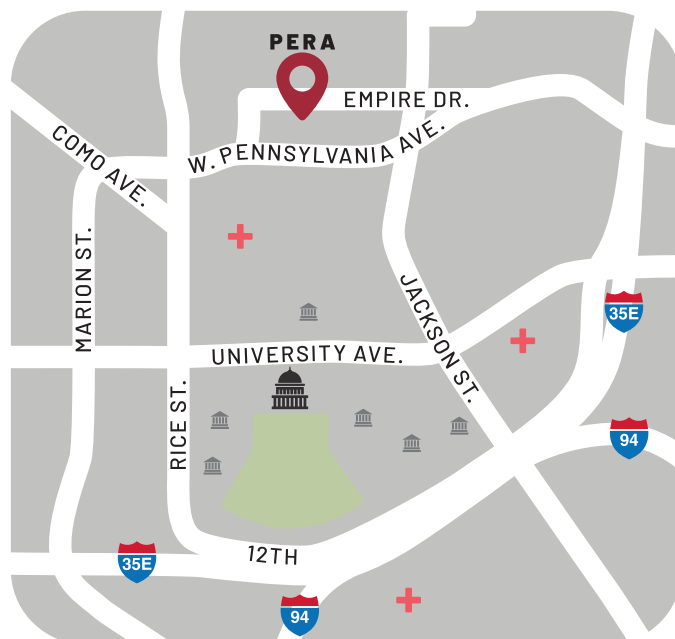 PERA
EMPIRE DR.
W. PENNSYLVANIA AVE.
COMO AVE.
MARION ST.
JACKSON ST.
35E
UNIVERSITY AVE.
RICE ST.
94
12TH
35E
94